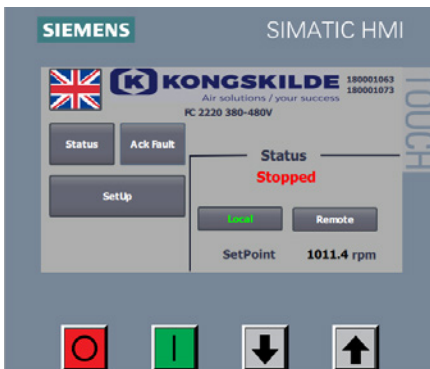 SIEMENS
SIMATIC HMI
TOUCH
K KONGSKILDE
180001063
180001073
Air solutions / your success
FC 2220 380-480V
Status
Ack Fault
SetUp
Status
Stopped
Local
Remote
SetPoint 1011.4 rpm